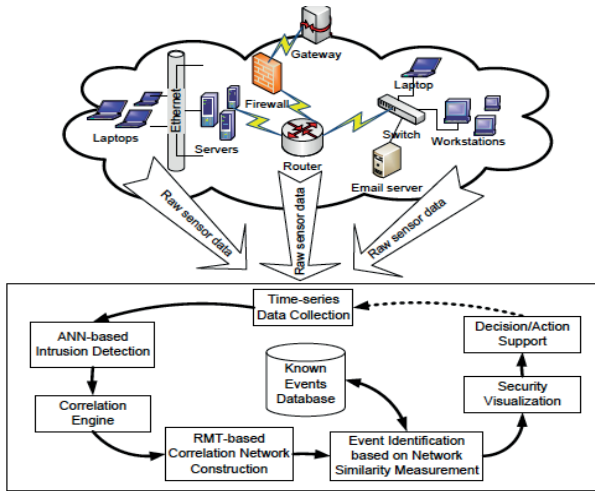 Gateway
Laptop
Firewall
Ethernet
Laptops
Servers
Router
Switch
Workstations
Email server
Raw sensor data
Raw sensor data
Raw sensor data
Time-series
Data Collection
ANN-based
Intrusion Detection
Decision/Action
Support
Known
Events
Database
Security
Visualization
Correlation
Engine
RMT-based
Correlation Network
Construction
Event Identification
based on Network
Similarity Measurement